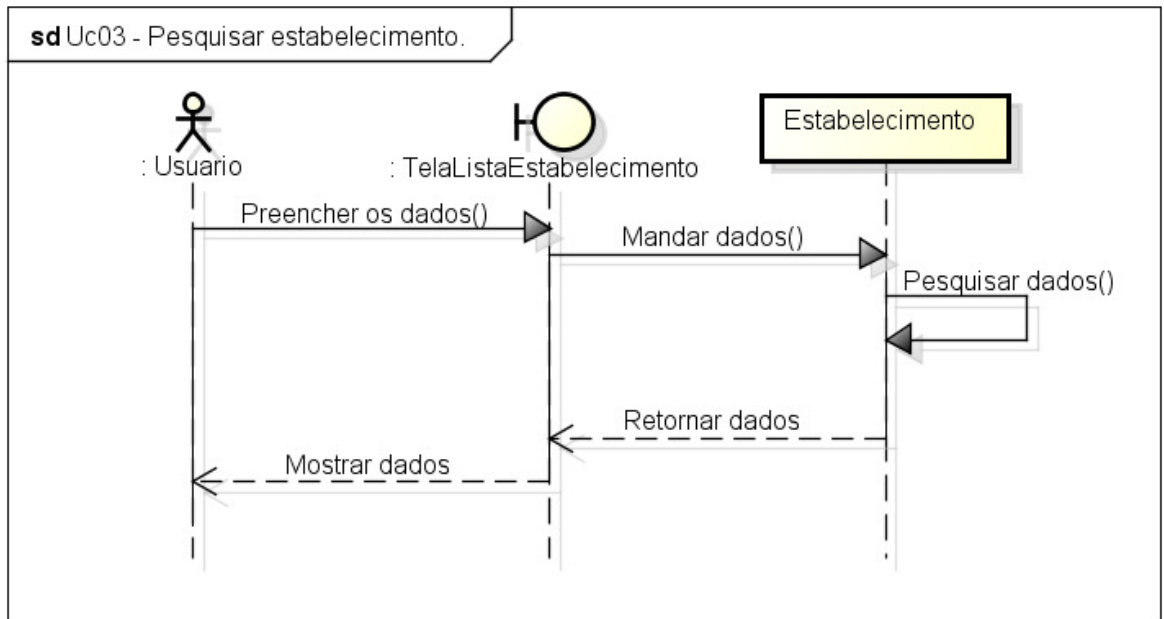 sd Uc03 - Pesquisar estabelecimento.
: Usuario
: TelaListaEstabelecimento
Estabelecimento
Preencher os dados()
Mandar dados()
Pesquisar dados()
Retornar dados
Mostrar dados